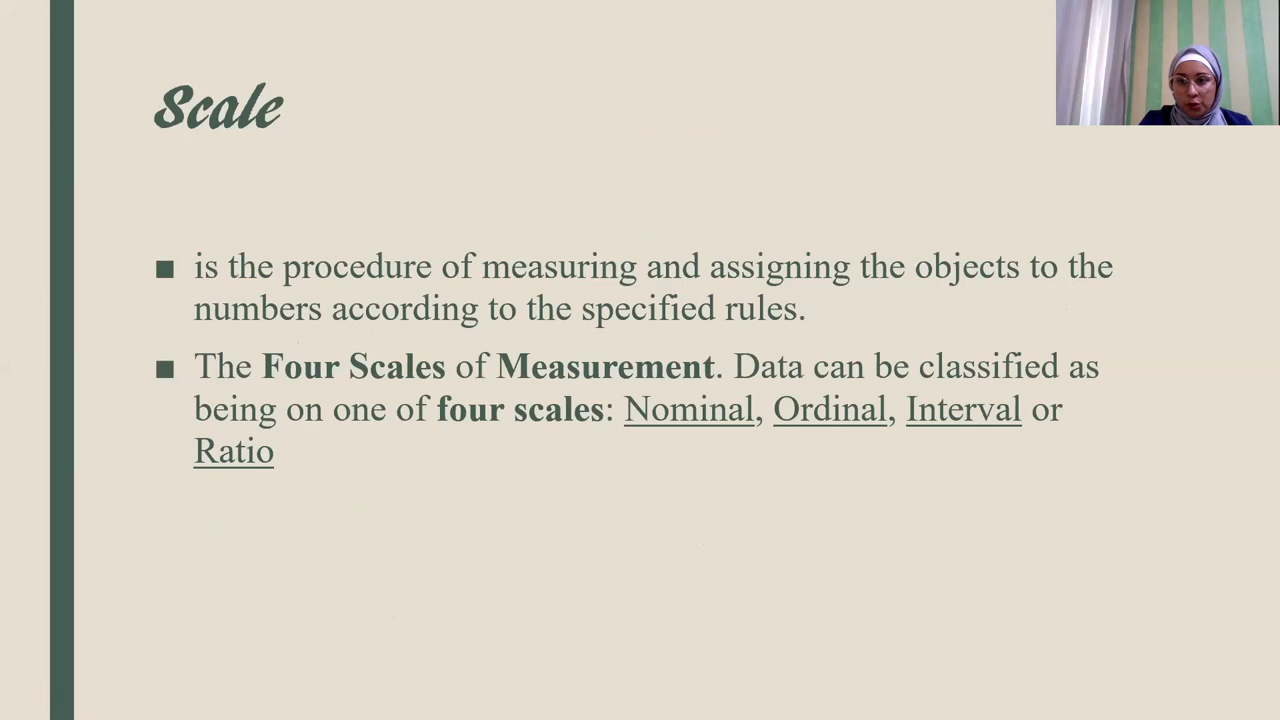 Scale
■ is the procedure of measuring and assigning the objects to the
numbers according to the specified rules.
■ The Four Scales of Measurement. Data can be classified as
being on one of four scales: Nominal, Ordinal, Interval or
Ratio